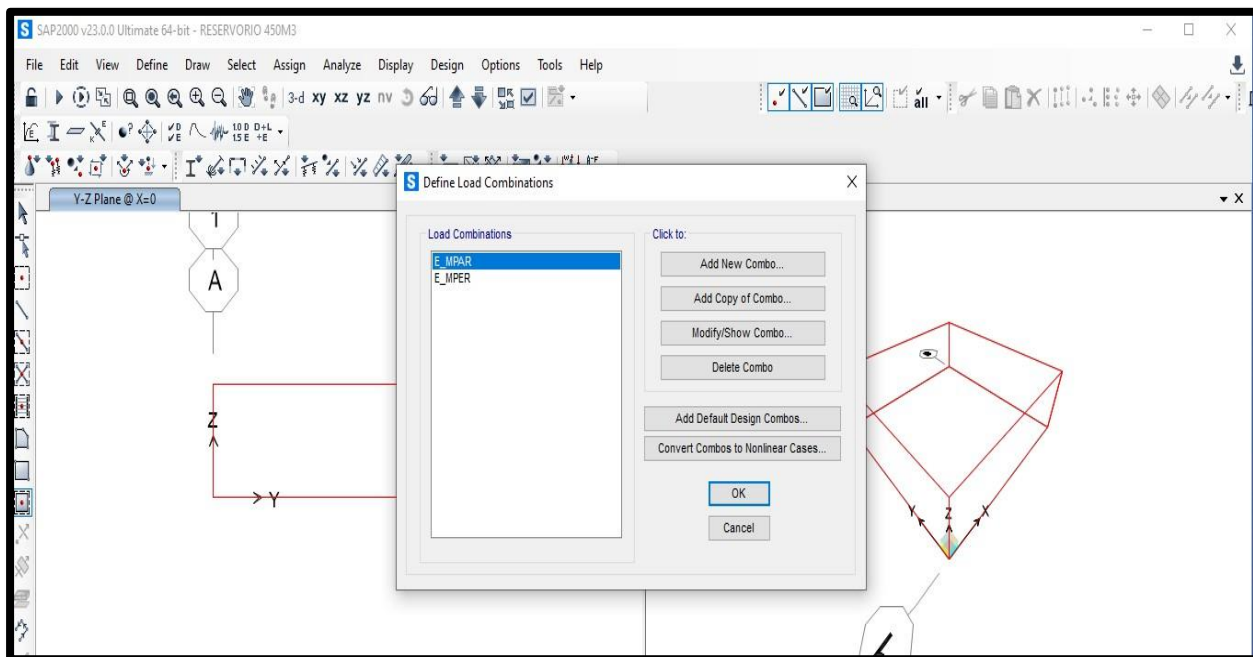 S SAP2000 v23.0.0 Ultimate 64-bit - RESERVORIO 450M3
File Edit View Define Draw Select Assign Analyze Display Design Options Tools Help
3-d xy xz yz nv
all
Y-Z Plane @ X=0
S Define Load Combinations
Load Combinations
E_MPAR
E_MPER
Click to:
Add New Combo...
Add Copy of Combo...
Modify/Show Combo...
Delete Combo
Add Default Design Combos...
Convert Combos to Nonlinear Cases...
OK
Cancel
1
A
Z
Y
Y Z X